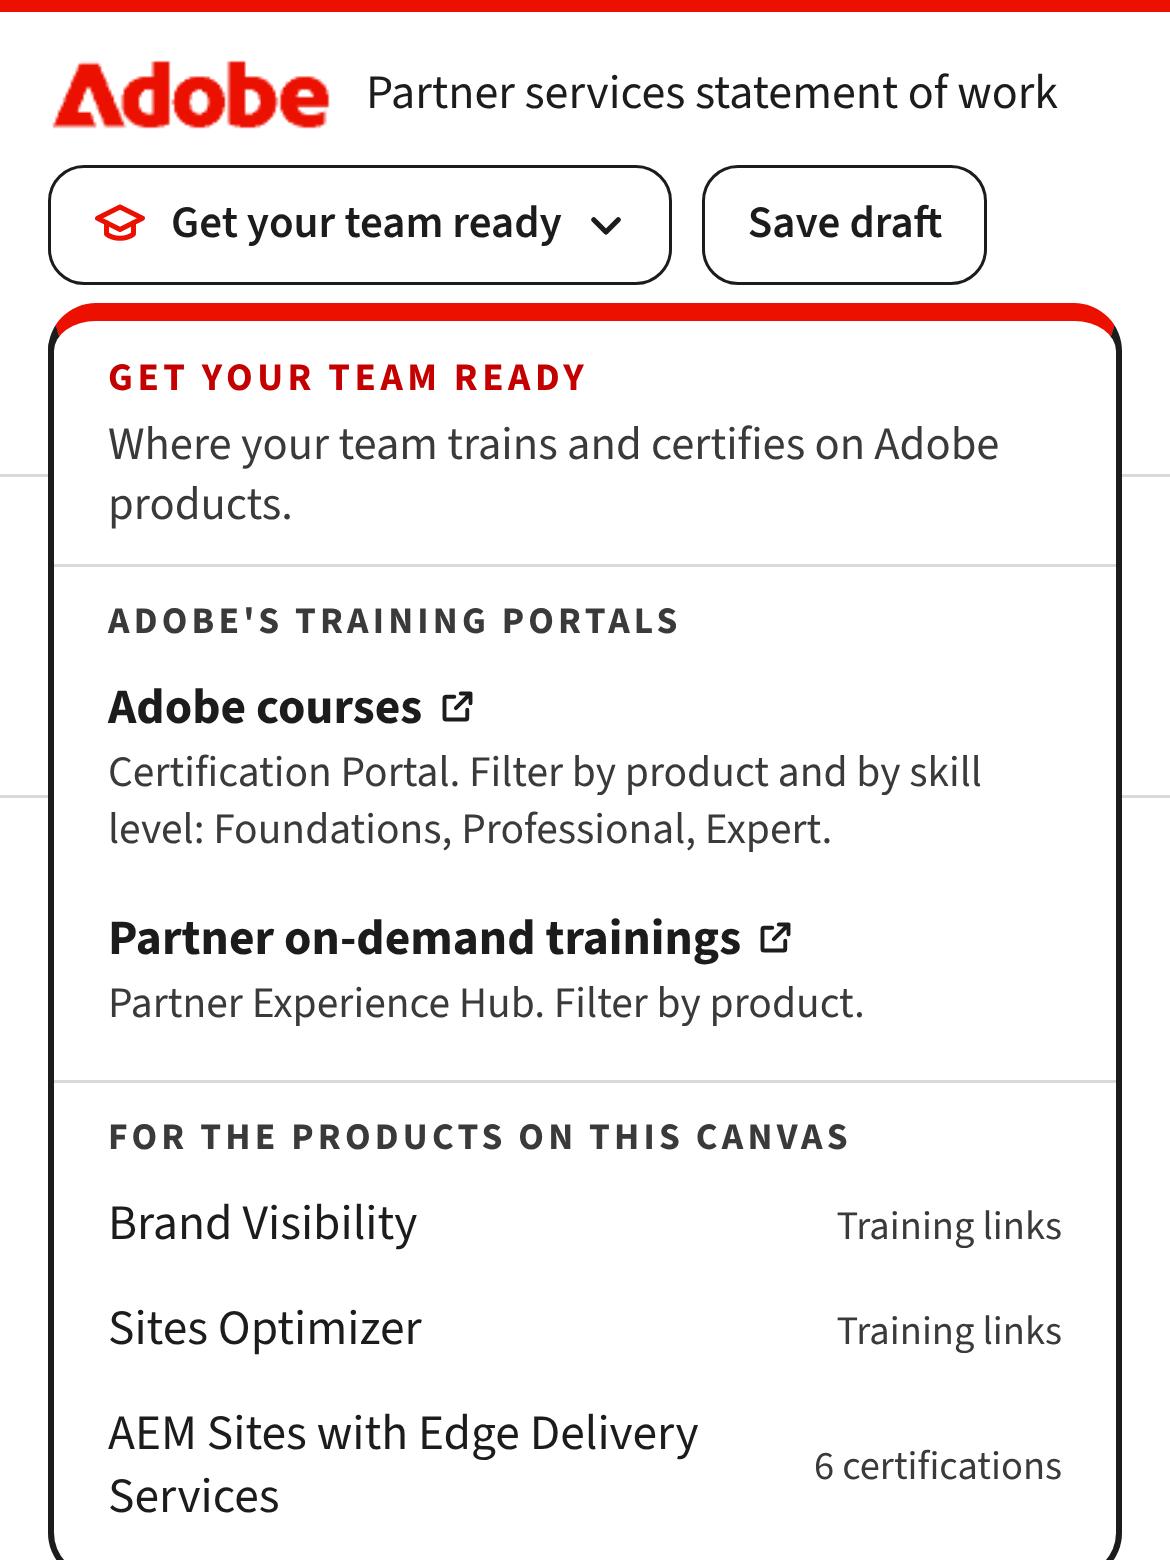 Adobe
Partner services statement of work
Get your team ready
Save draft
GET YOUR TEAM READY
Where your team trains and certifies on Adobe
products.
ADOBE'S TRAINING PORTALS
Adobe courses
Certification Portal. Filter by product and by skill
level: Foundations, Professional, Expert.
Partner on-demand trainings
Partner Experience Hub. Filter by product.
FOR THE PRODUCTS ON THIS CANVAS
Brand Visibility
Training links
Sites Optimizer
Training links
AEM Sites with Edge Delivery
Services
6 certifications